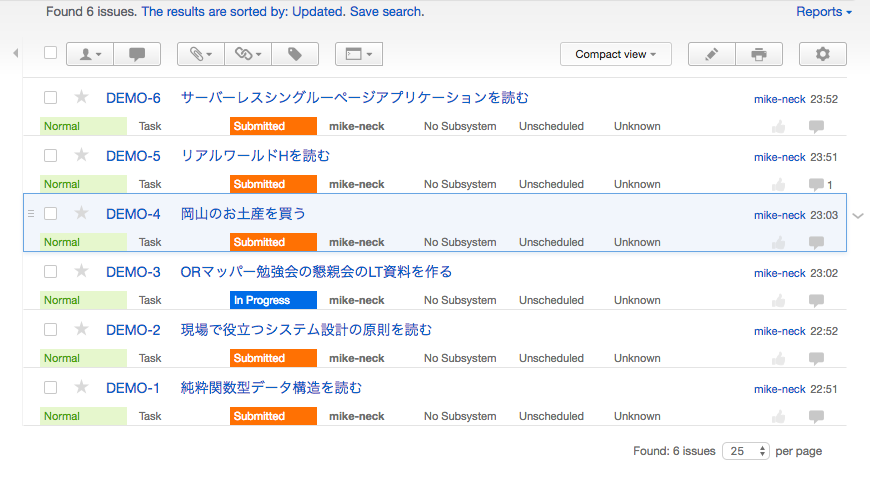 Found 6 issues. The results are sorted by: Updated. Save search. Reports
Compact view
DEMO-6 サーバーレスシングルーページアプリケーションを読む mike-neck 23:52
Normal Task Submitted mike-neck No Subsystem Unscheduled Unknown
DEMO-5 リアルワールドHを読む mike-neck 23:51
Normal Task Submitted mike-neck No Subsystem Unscheduled Unknown 1
DEMO-4 岡山のお土産を買う mike-neck 23:03
Normal Task Submitted mike-neck No Subsystem Unscheduled Unknown
DEMO-3 ORマッパー勉強会の懇親会のLT資料を作る mike-neck 23:02
Normal Task In Progress mike-neck No Subsystem Unscheduled Unknown
DEMO-2 現場で役立つシステム設計の原則を読む mike-neck 22:52
Normal Task Submitted mike-neck No Subsystem Unscheduled Unknown
DEMO-1 純粋関数型データ構造を読む mike-neck 22:51
Normal Task Submitted mike-neck No Subsystem Unscheduled Unknown
Found: 6 issues 25 per page